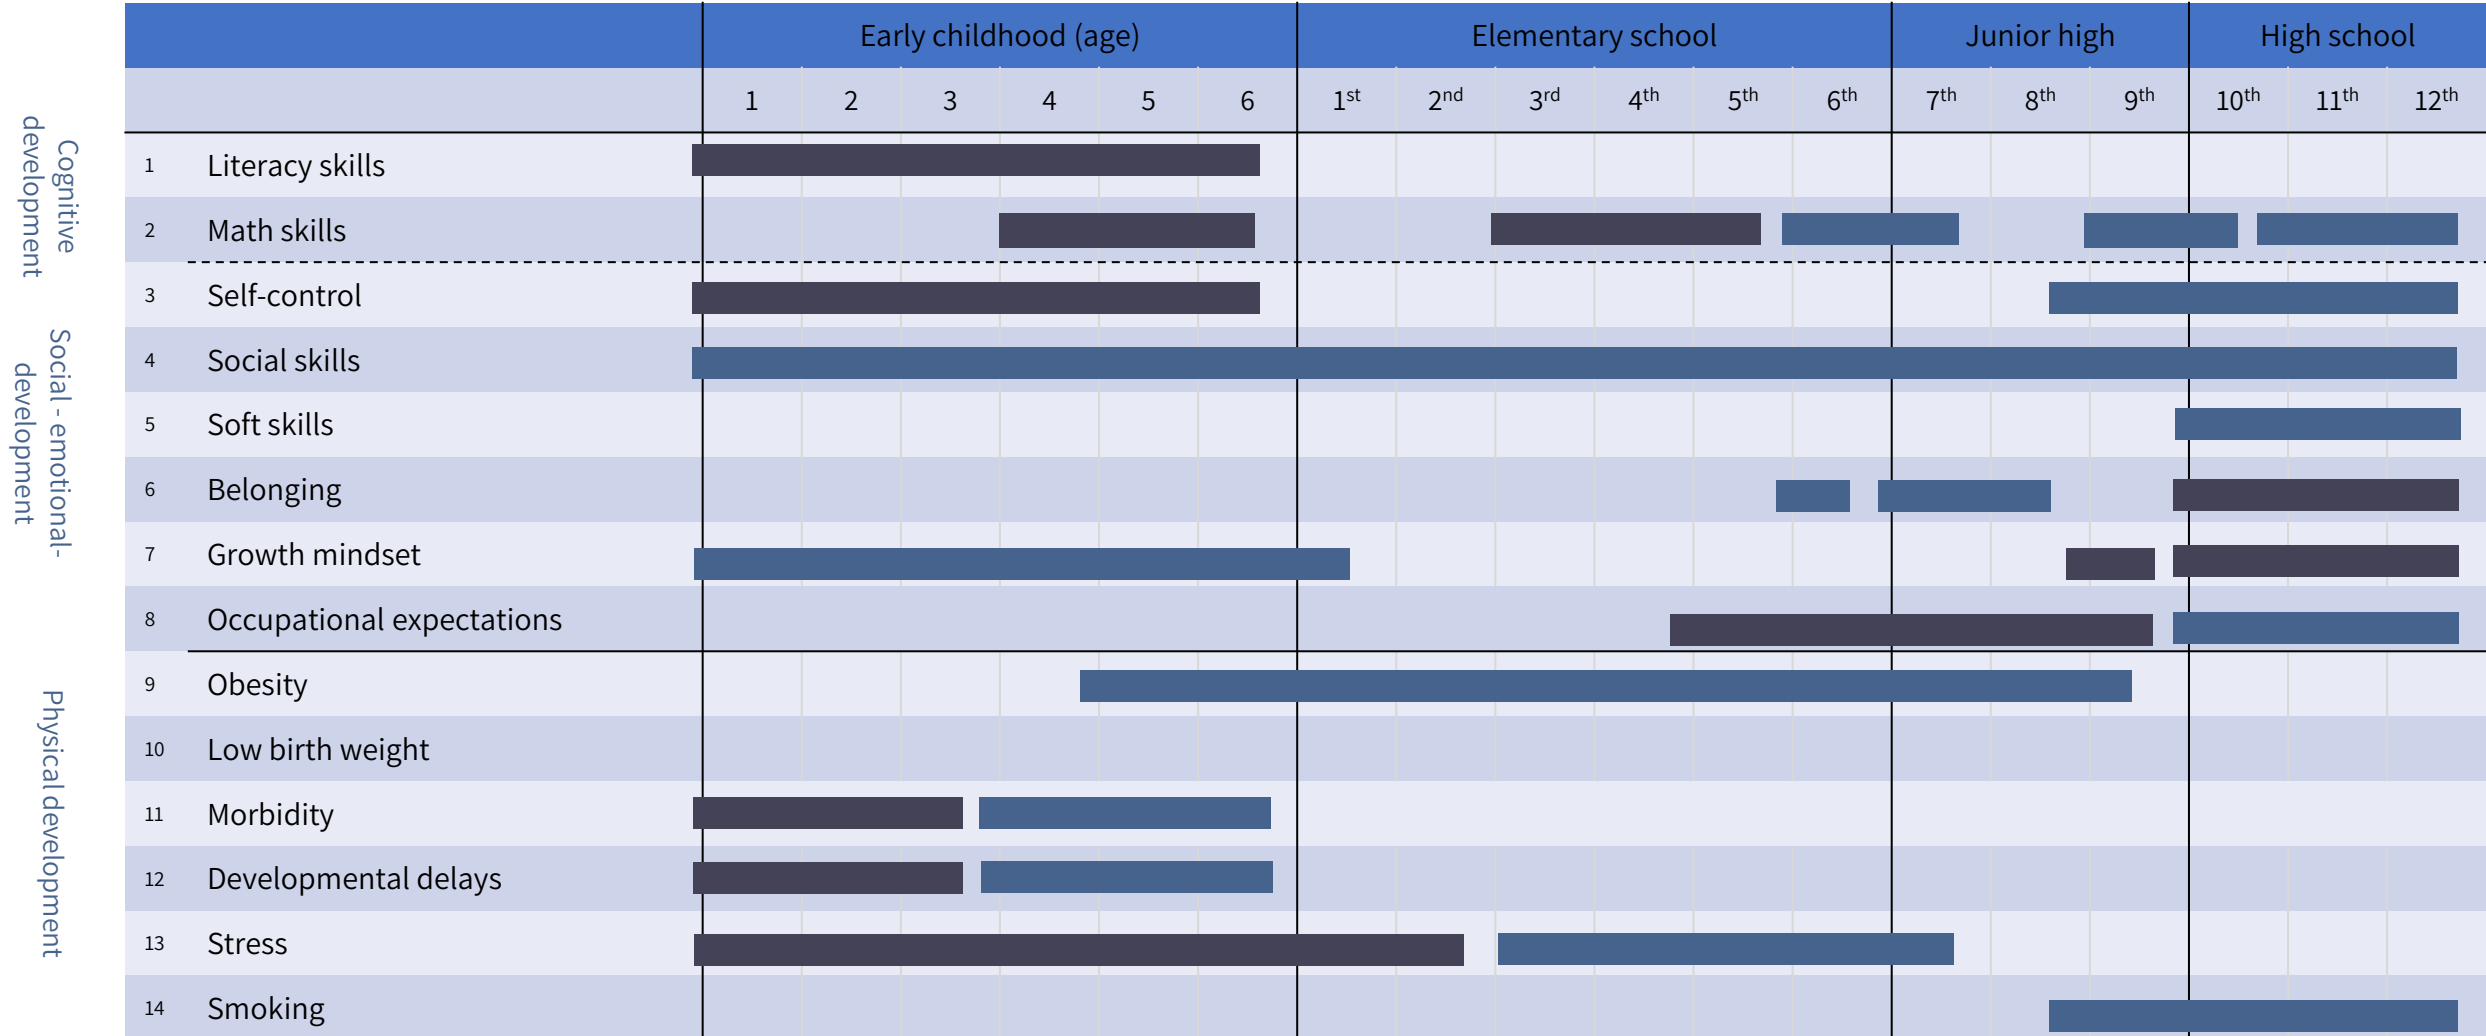 Early childhood (age) Elementary school Junior high High school
1 2 3 4 5 6 1st 2nd 3rd 4th 5th 6th 7th 8th 9th 10th 11th 12th
Cognitive
development
1 Literacy skills
2 Math skills
Social - emotional-
development
3 Self-control
4 Social skills
5 Soft skills
6 Belonging
7 Growth mindset
8 Occupational expectations
Physical development
9 Obesity
10 Low birth weight
11 Morbidity
12 Developmental delays
13 Stress
14 Smoking